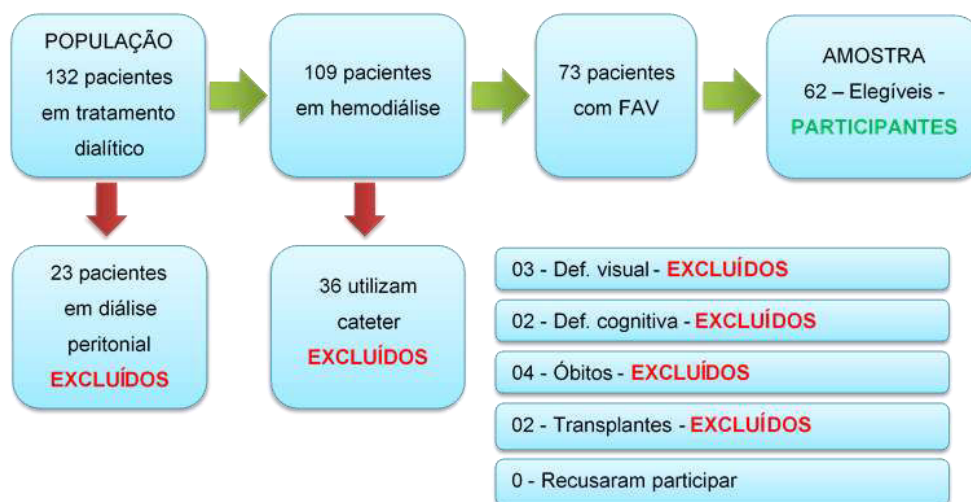 POPULAÇÃO
132 pacientes
em tratamento
dialítico
109 pacientes
em hemodiálise
73 pacientes
com FAV
AMOSTRA
62 – Elegíveis -
PARTICIPANTES
23 pacientes
em diálise
peritonial
EXCLUÍDOS
36 utilizam
cateter
EXCLUÍDOS
03 - Def. visual - EXCLUÍDOS
02 - Def. cognitiva - EXCLUÍDOS
04 - Óbitos - EXCLUÍDOS
02 - Transplantes - EXCLUÍDOS
0 - Recusaram participar